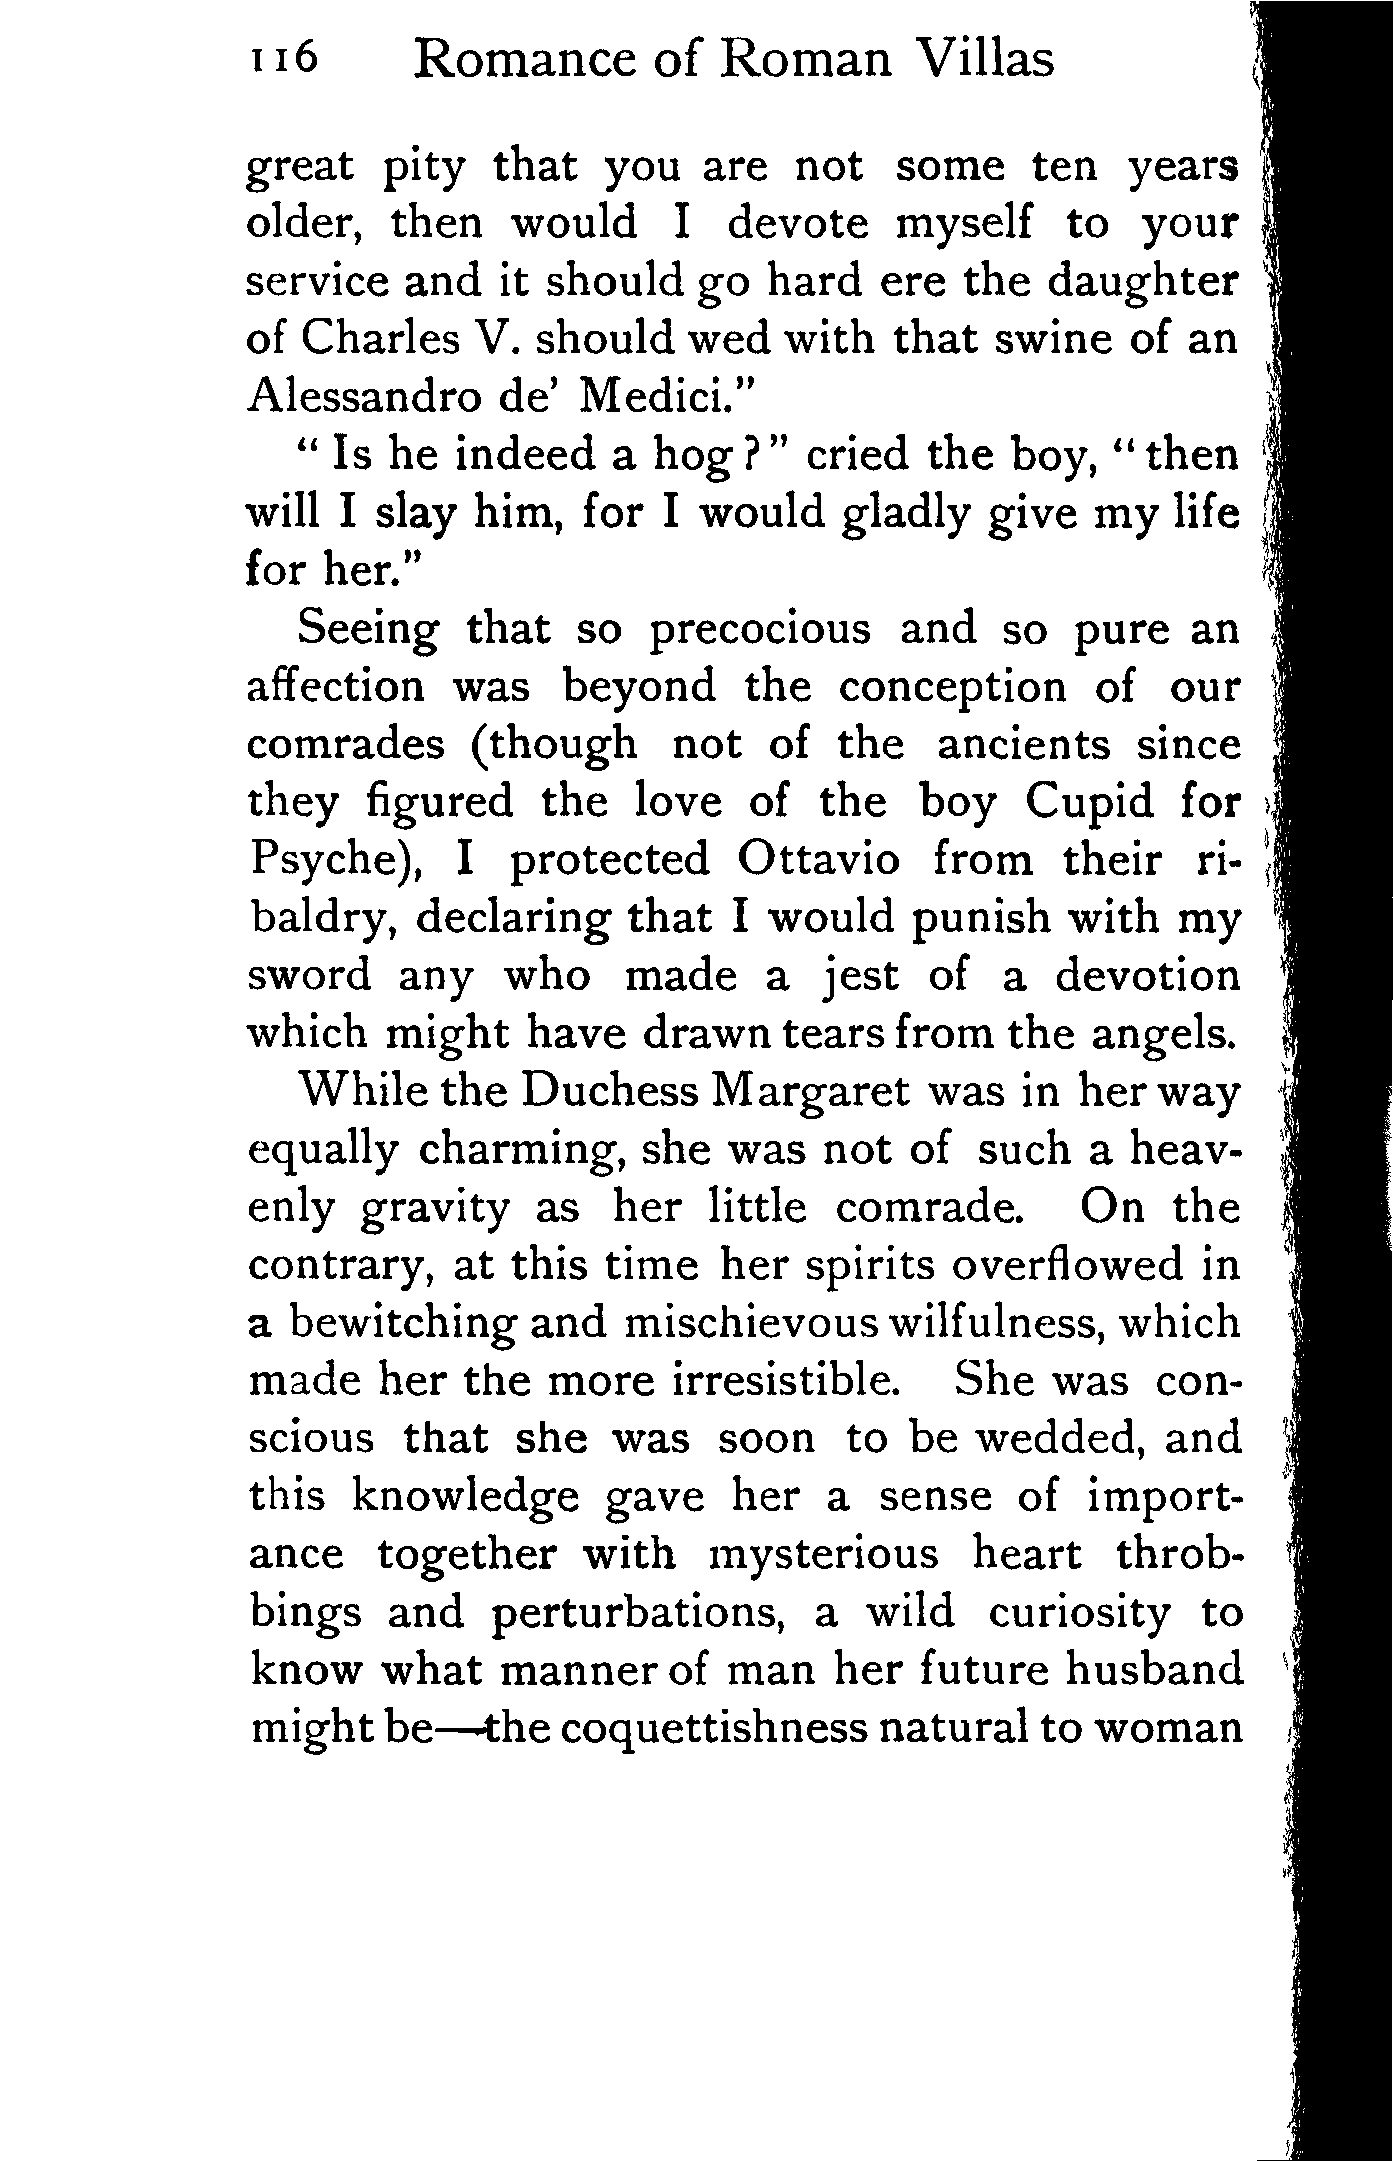 116 Romance of Roman Villas
great pity that you are not some ten years
older, then would I devote myself to your
service and it should go hard ere the daughter
of Charles V. should wed with that swine of an
Alessandro de' Medici."
" Is he indeed a hog ? " cried the boy, " then
will I slay him, for I would gladly give my life
for her."
Seeing that so precocious and so pure an
affection was beyond the conception of our
comrades (though not of the ancients since
they figured the love of the boy Cupid for
Psyche), I protected Ottavio from their ri-
baldry, declaring that I would punish with my
sword any who made a jest of a devotion
which might have drawn tears from the angels.
While the Duchess Margaret was in her way
equally charming, she was not of such a heav-
enly gravity as her little comrade. On the
contrary, at this time her spirits overflowed in
a bewitching and mischievous wilfulness, which
made her the more irresistible. She was con-
scious that she was soon to be wedded, and
this knowledge gave her a sense of import-
ance together with mysterious heart throb-
bings and perturbations, a wild curiosity to
know what manner of man her future husband
might be—the coquettishness natural to woman